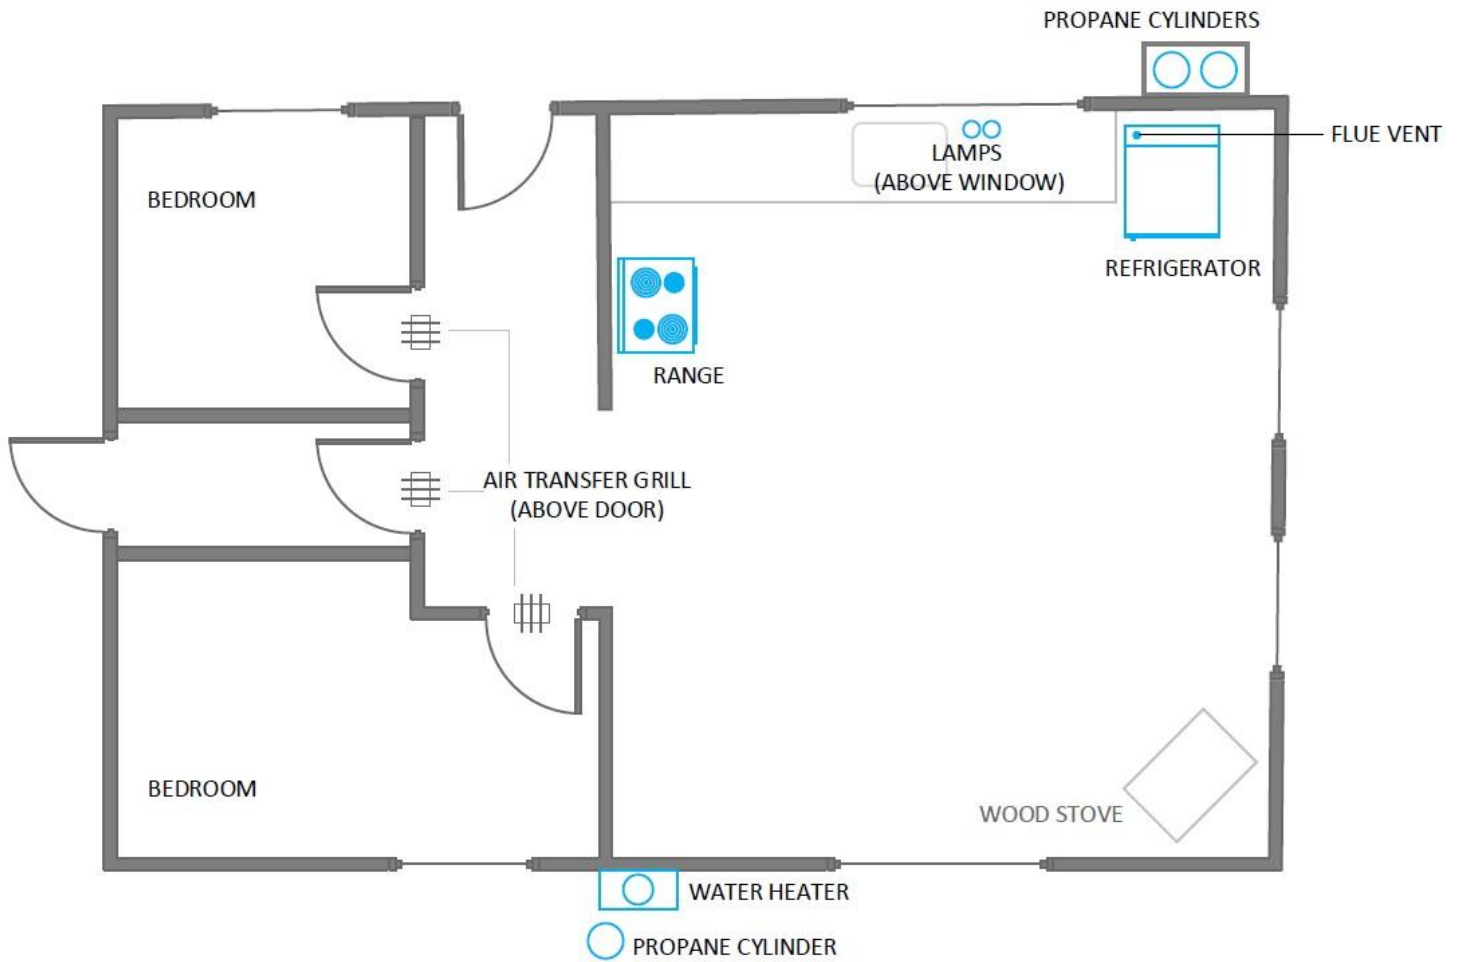 PROPANE CYLINDERS
FLUE VENT
LAMPS
(ABOVE WINDOW)
BEDROOM
REFRIGERATOR
RANGE
AIR TRANSFER GRILL
(ABOVE DOOR)
BEDROOM
WOOD STOVE
WATER HEATER
PROPANE CYLINDER